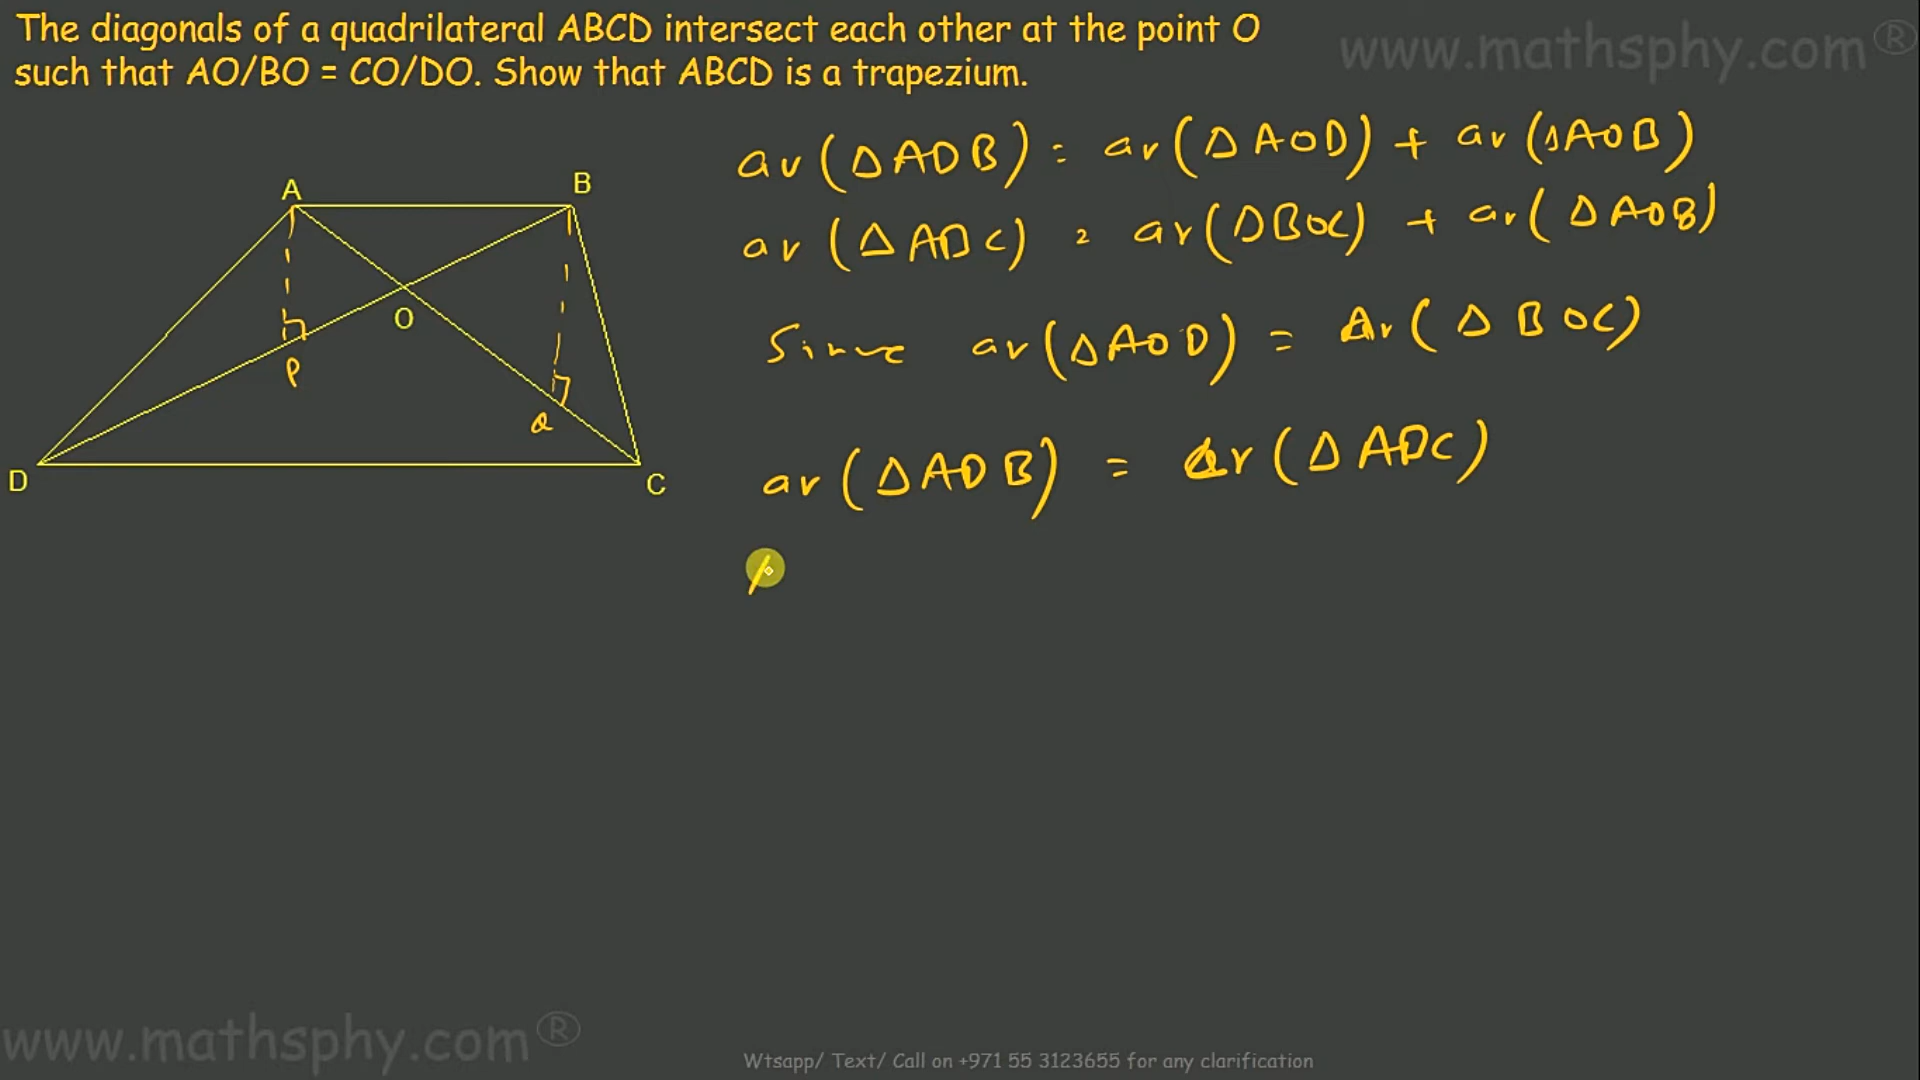 The diagonals of a quadrilateral ABCD intersect each other at the point O
such that AO/BO = CO/DO. Show that ABCD is a trapezium.
www.mathsphy.com®
ar(ΔADB) = ar(ΔAOD) + ar(ΔAOB)
ar(ΔABC) = ar(ΔBOC) + ar(ΔAOB)
Since ar(ΔAOD) = Ar(ΔBOC)
ar(ΔADB) = Ar(ΔABC)
A
B
O
P
Q
D
C
www.mathsphy.com®
Wtsapp/ Text/ Call on +971 55 3123655 for any clarification